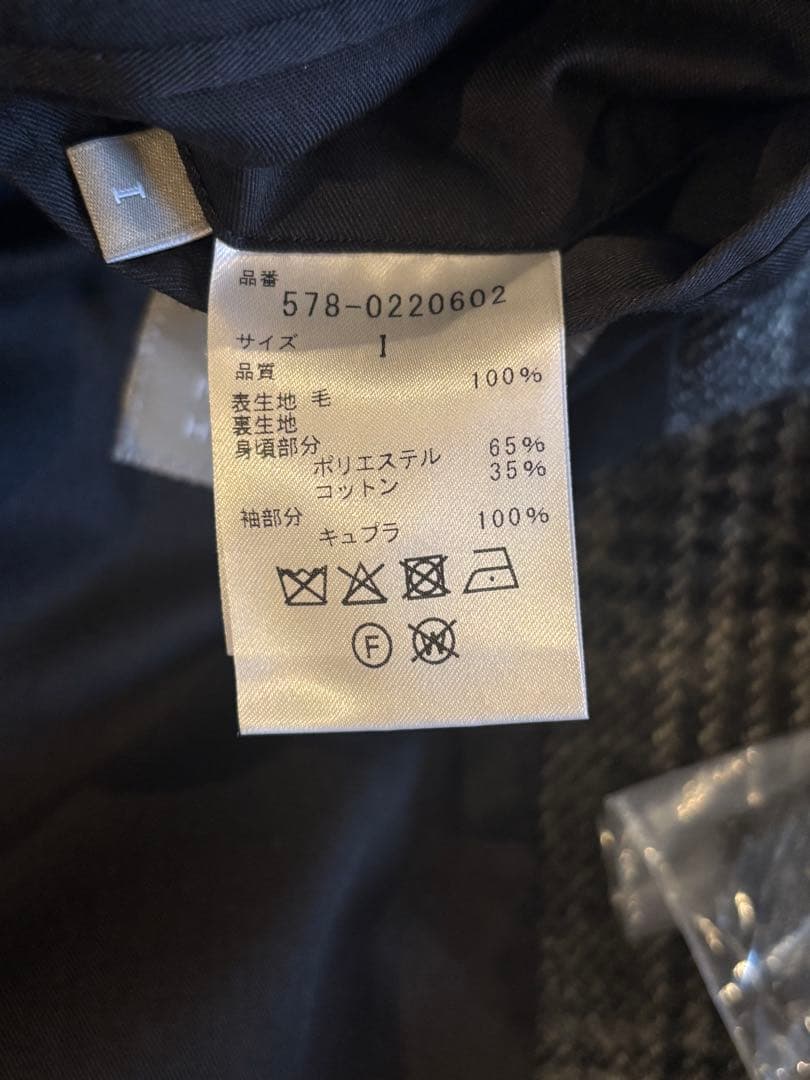 I
品番
578-0220602
サイズ I
品質
表生地 毛 100%
裏生地
身頃部分
ポリエステル 65%
コットン 35%
袖部分
キュプラ 100%
F
W